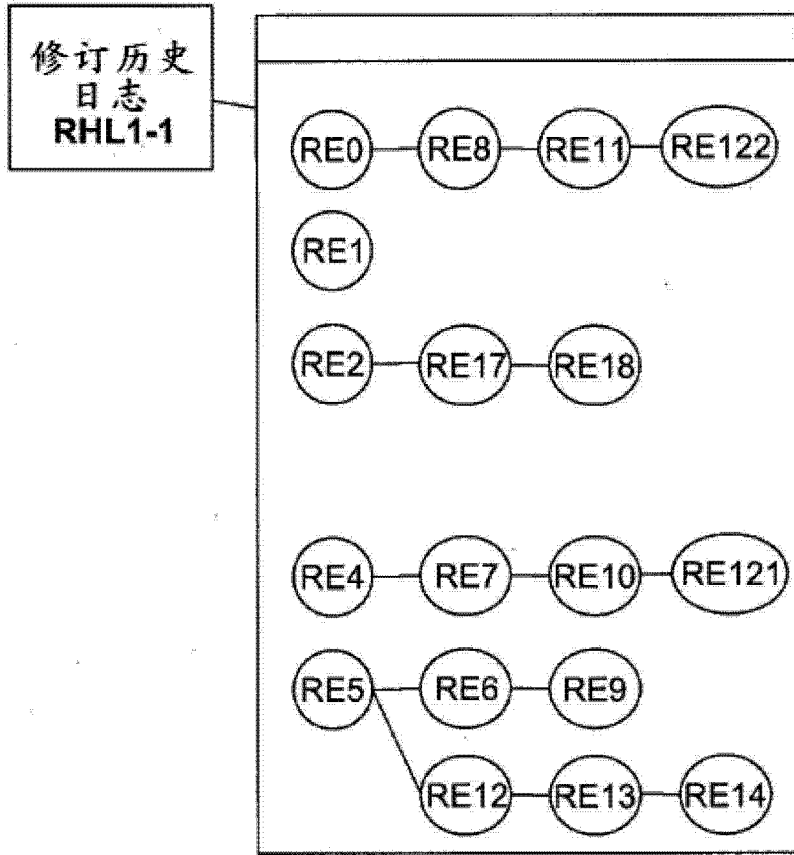 修订历史
日志
RHL1-1
RE0 RE8 RE11 RE122
RE1
RE2 RE17 RE18
RE4 RE7 RE10 RE121
RE5 RE6 RE9
RE12 RE13 RE14